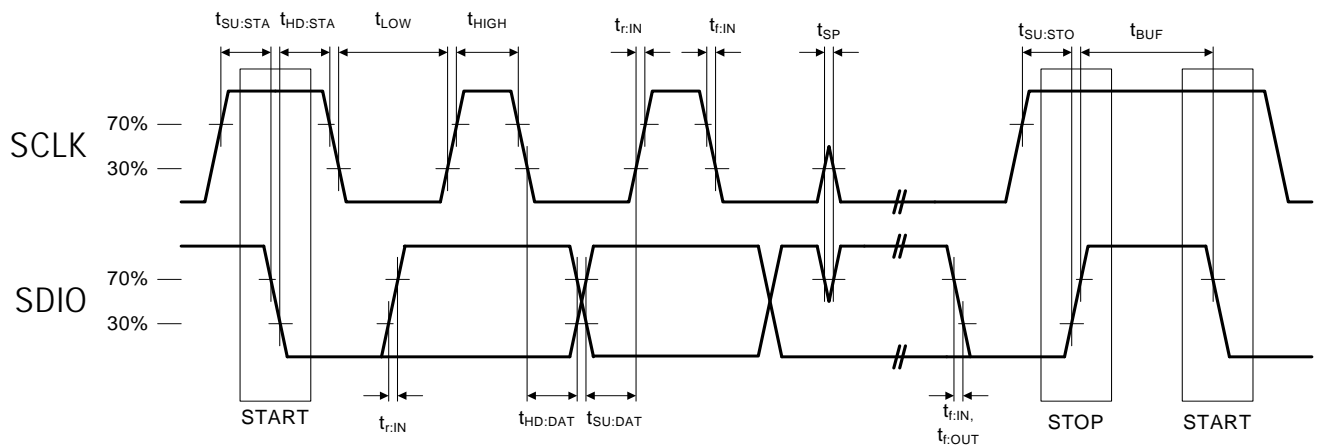 tSU:STA tHD:STA tLOW tHIGH tr:IN tf:IN tSP tSU:STO tBUF
SCLK
70%
30%
SDIO
70%
30%
START
tr:IN
tHD:DAT
tSU:DAT
tf:IN,
tf:OUT
STOP
START